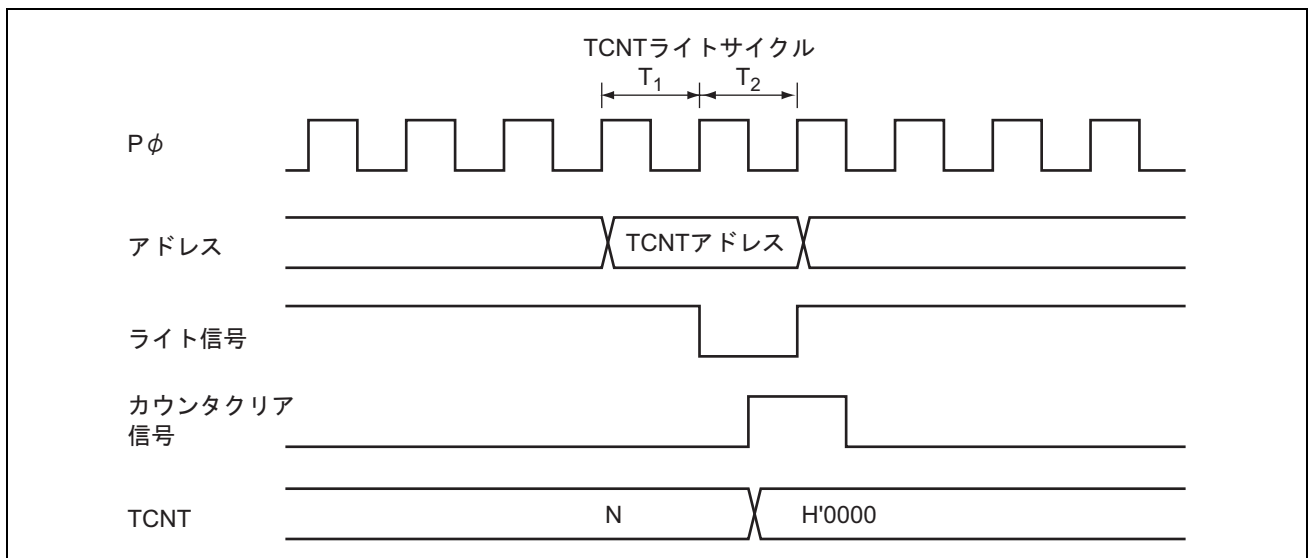 TCNTライトサイクル
T1 T2
Pφ
アドレス
TCNTアドレス
ライト信号
カウンタクリア
信号
TCNT
N
H'0000